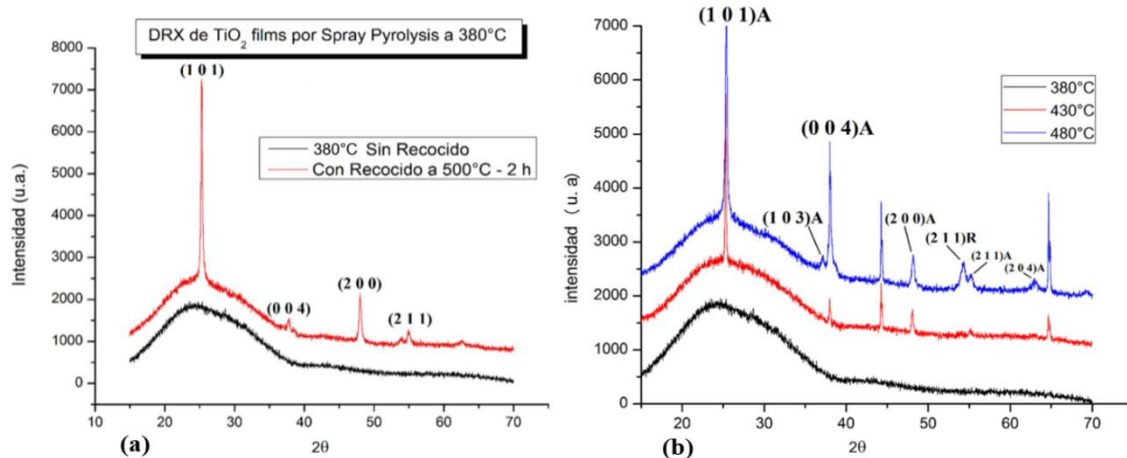 DRX de TiO₂ films por Spray Pyrolysis a 380°C
8000
7000
6000
5000
4000
3000
2000
1000
0
Intensidad (u.a.)
(1 0 1)
380°C Sin Recocido
Con Recocido a 500°C - 2 h
(0 0 4)
(2 0 0)
(2 1 1)
10
20
30
40
50
60
70
(a)
2θ
7000
6000
5000
4000
3000
2000
1000
0
intensidad (u. a)
(1 0 1)A
380°C
430°C
480°C
(0 0 4)A
(1 0 3)A
(2 0 0)A
(2 1 1)R
(2 1 1)A
(2 0 4)A
20
30
40
50
60
70
(b)
2θ